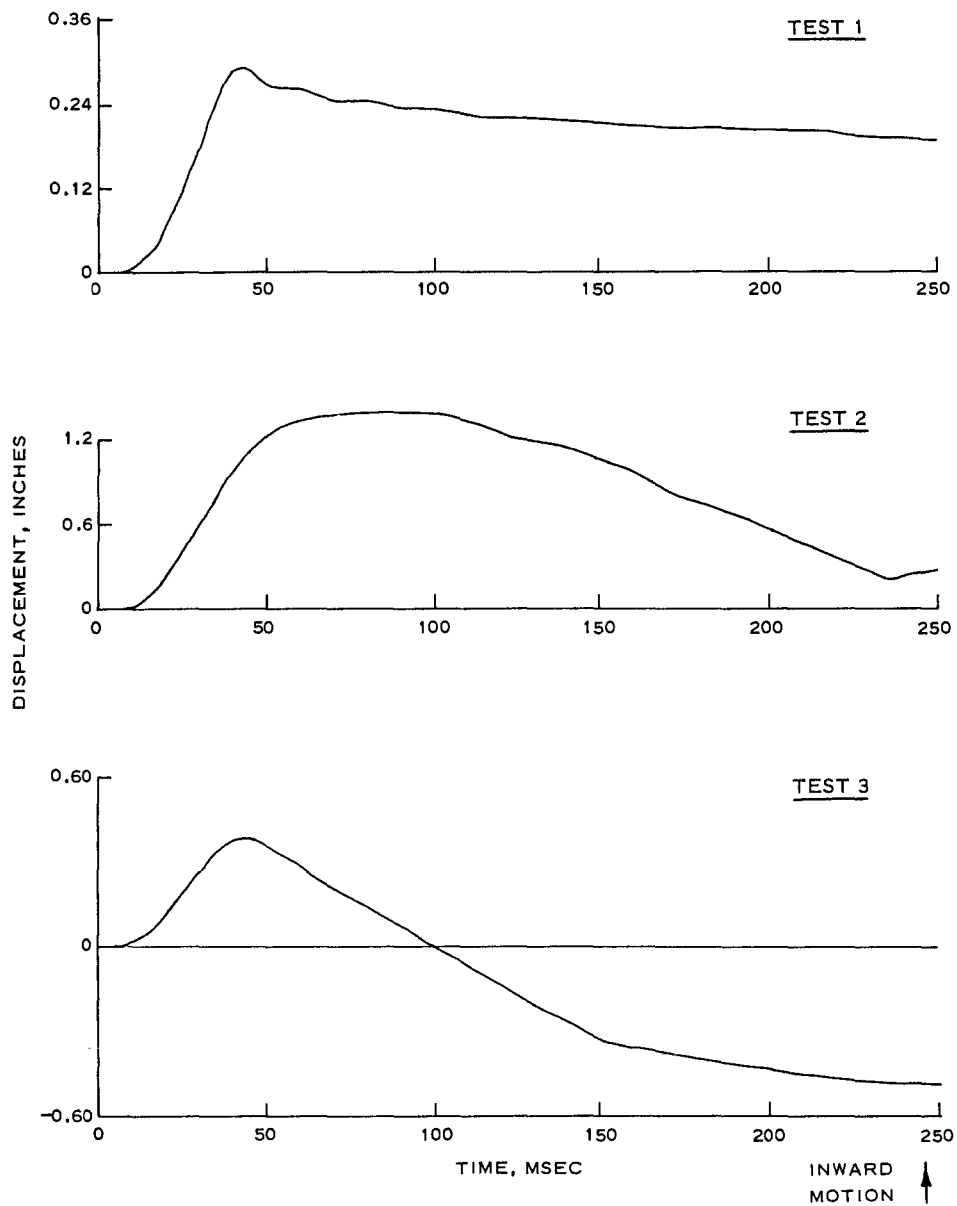 TEST 1
0.36
0.24
0.12
0
0 50 100 150 200 250
TEST 2
1.2
0.6
0
0 50 100 150 200 250
DISPLACEMENT, INCHES
TEST 3
0.60
0
-0.60
0 50 100 150 200 250
TIME, MSEC
INWARD
MOTION